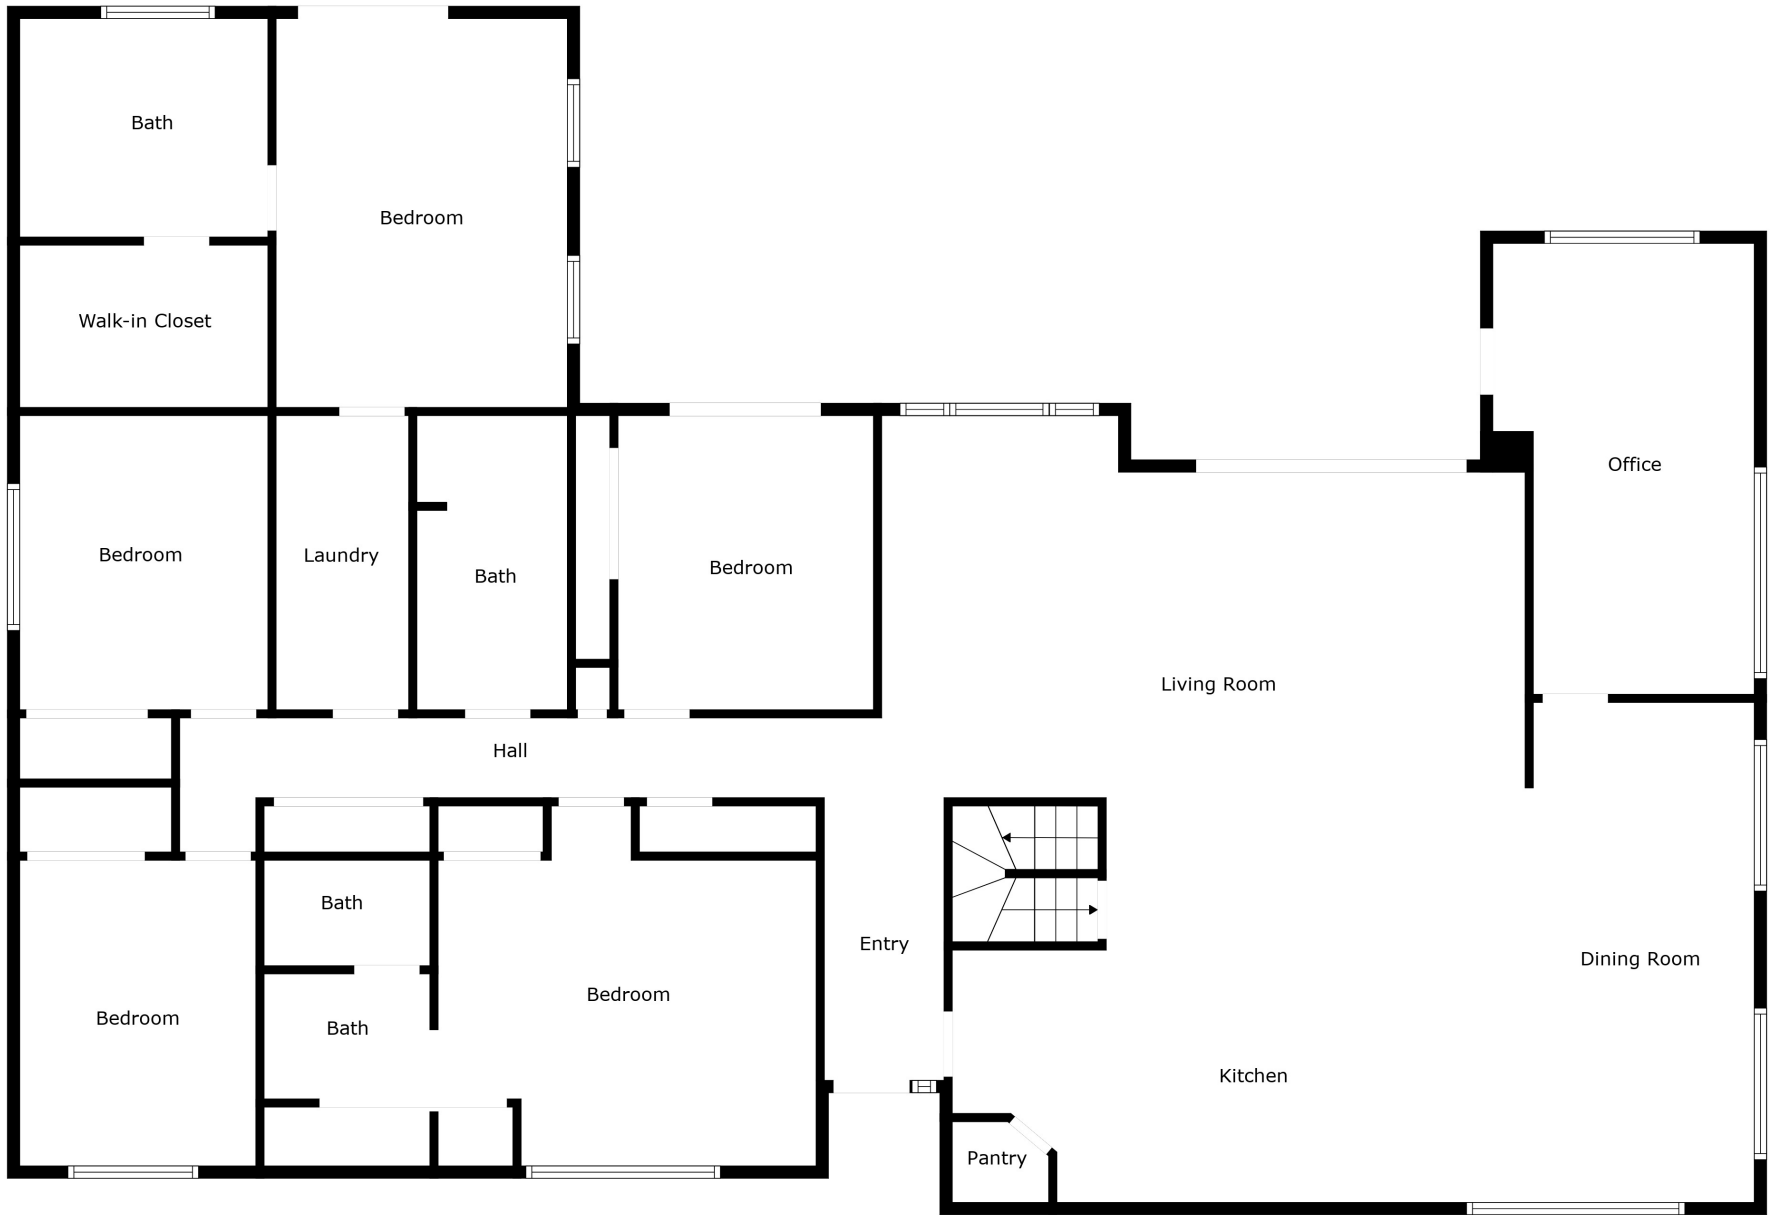 Bath
Bedroom
Walk-in Closet
Office
Bedroom
Laundry
Bath
Bedroom
Living Room
Hall
Bath
Entry
Dining Room
Bedroom
Bath
Bedroom
Kitchen
Pantry